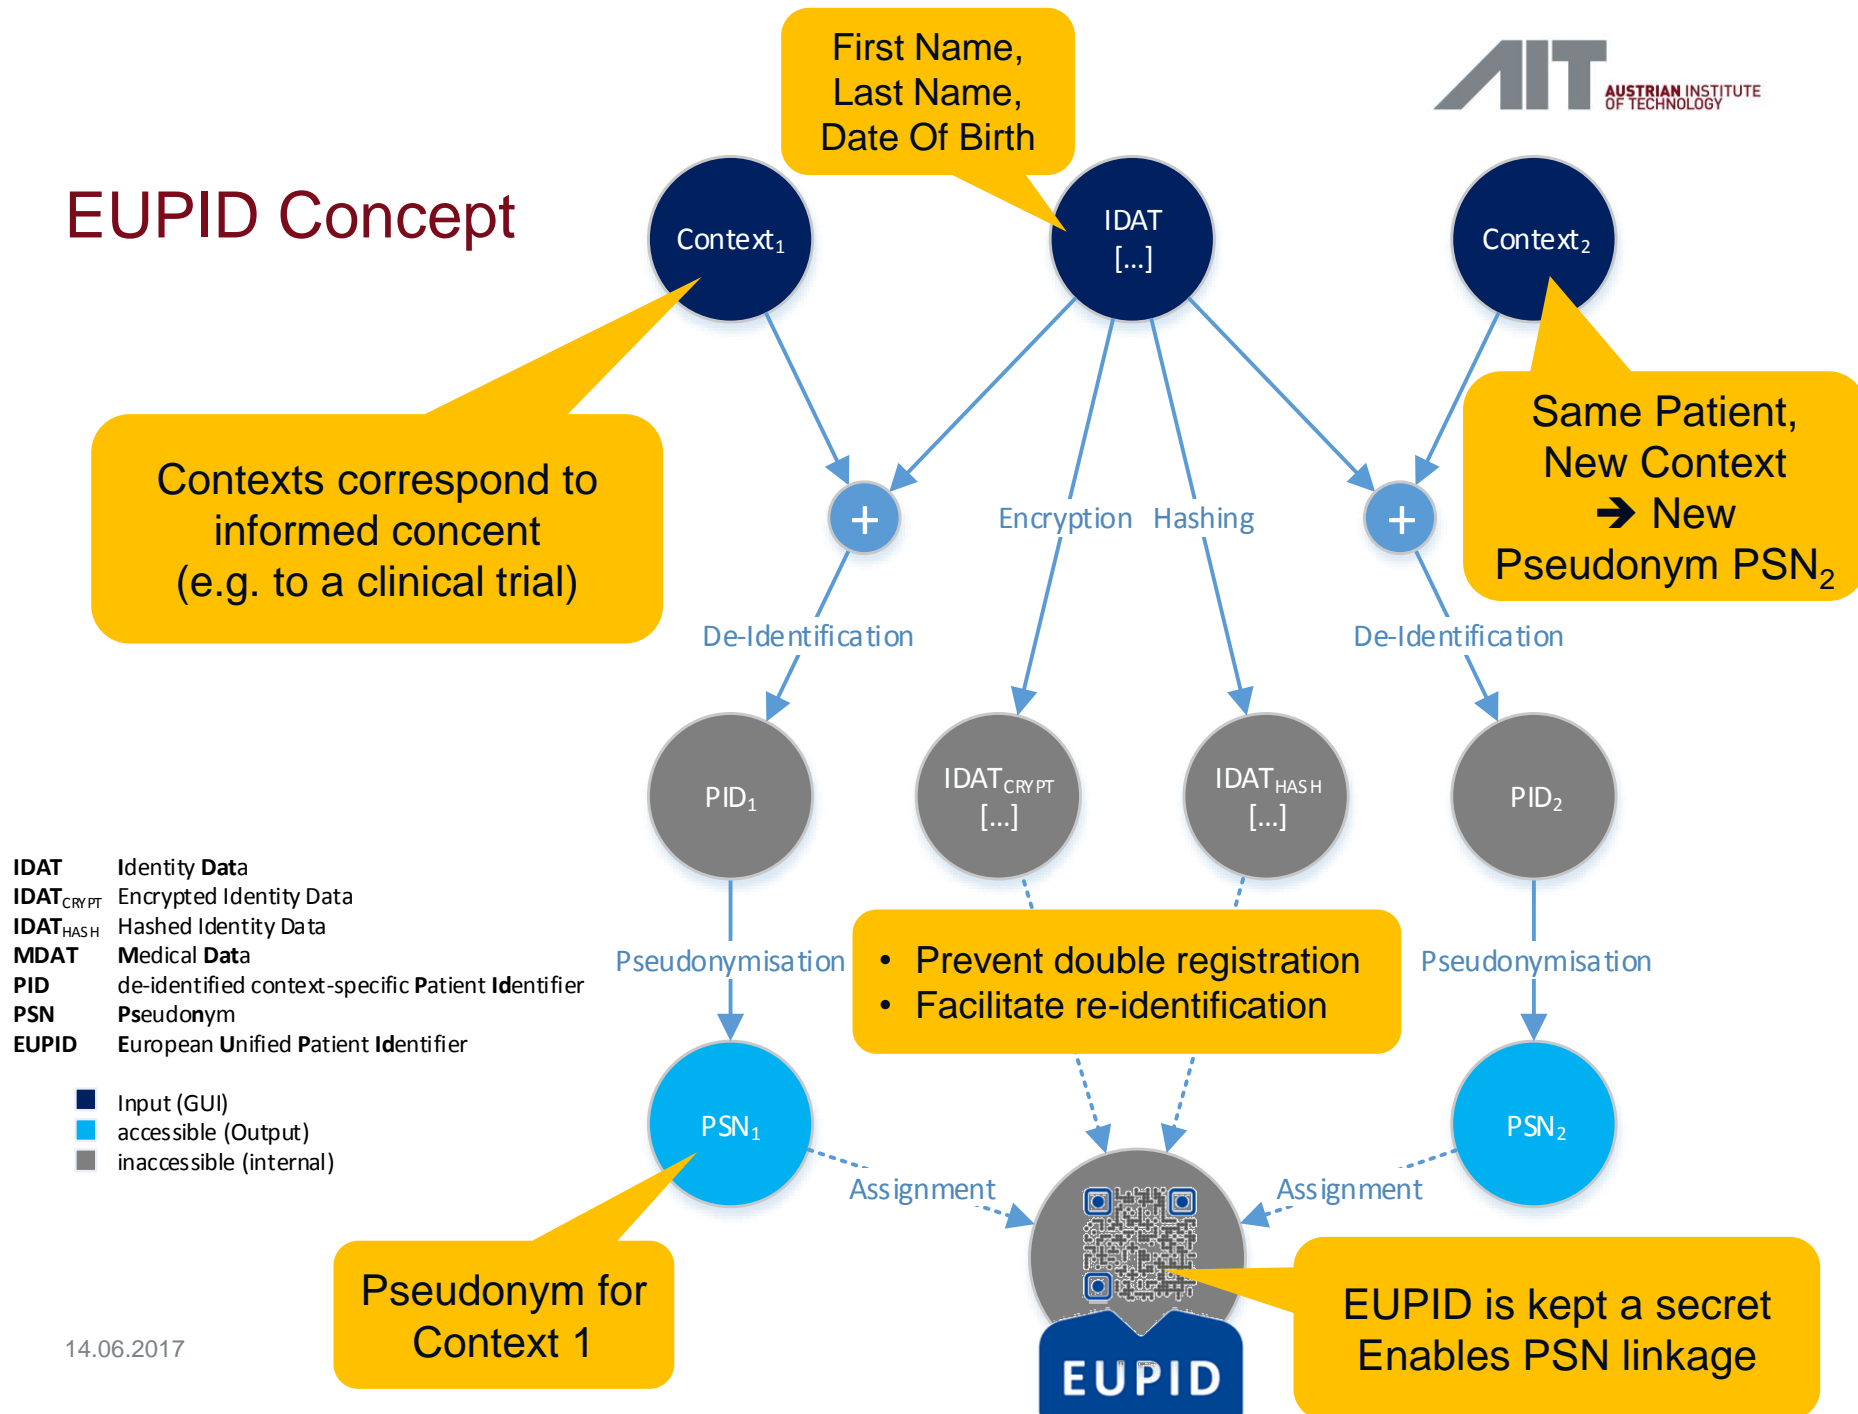 First Name,
Last Name,
Date Of Birth
AIT AUSTRIAN INSTITUTE
OF TECHNOLOGY
EUPID Concept
Context₁
IDAT
[...]
Context₂
Contexts correspond to
informed concent
(e.g. to a clinical trial)
Same Patient,
New Context
➔ New
Pseudonym PSN₂
+
Encryption
Hashing
+
De-Identification
De-Identification
PID₁
IDAT_CRYPT
[...]
IDAT_HASH
[...]
PID₂
IDAT Identity Data
IDAT_CRYPT Encrypted Identity Data
IDAT_HASH Hashed Identity Data
MDAT Medical Data
PID de-identified context-specific Patient Identifier
PSN Pseudonym
EUPID European Unified Patient Identifier
Pseudonymisation
• Prevent double registration
• Facilitate re-identification
Pseudonymisation
Input (GUI)
accessible (Output)
inaccessible (internal)
PSN₁
PSN₂
Assignment
Assignment
Pseudonym for
Context 1
EUPID
EUPID is kept a secret
Enables PSN linkage
14.06.2017